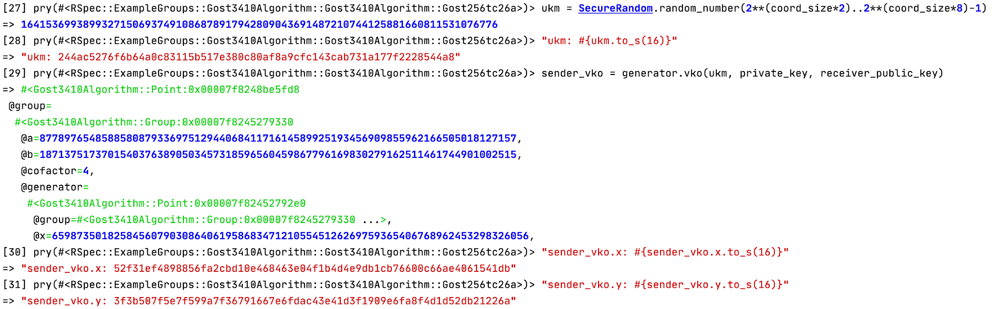 [27] pry(#<RSpec::ExampleGroups::Gost3410Algorithm::Gost3410Algorithm::Gost256tc26a>)> ukm = SecureRandom.random_number(2**(coord_size*2)..2**(coord_size*8)-1)
=> 16415369938993271506937491086878917942809043691487210744125881660811531076776
[28] pry(#<RSpec::ExampleGroups::Gost3410Algorithm::Gost3410Algorithm::Gost256tc26a>)> "ukm: #{ukm.to_s(16)}"
=> "ukm: 244ac5276f6b64a0c83115b517e380c80af8a9cfc143cab731a177f2228544a8"
[29] pry(#<RSpec::ExampleGroups::Gost3410Algorithm::Gost3410Algorithm::Gost256tc26a>)> sender_vko = generator.vko(ukm, private_key, receiver_public_key)
=> #<Gost3410Algorithm::Point:0x00007f8248be5fd8
@group=
#<Gost3410Algorithm::Group:0x00007f8245279330
@a=87789765485885808793369751294406841171614589925193456909855962166505018127157,
@b=18713751737015403763890503457318596560459867796169830279162511461744901002515,
@cofactor=4,
@generator=
#<Gost3410Algorithm::Point:0x00007f82452792e0
@group=#<Gost3410Algorithm::Group:0x00007f8245279330 ...>,
@x=65987350182584560790308640619586834712105545126269759365406768962453298326056,
[30] pry(#<RSpec::ExampleGroups::Gost3410Algorithm::Gost3410Algorithm::Gost256tc26a>)> "sender_vko.x: #{sender_vko.x.to_s(16)}"
=> "sender_vko.x: 52f31ef4898856fa2cbd10e468463e04f1b4d4e9db1cb76600c66ae4061541db"
[31] pry(#<RSpec::ExampleGroups::Gost3410Algorithm::Gost3410Algorithm::Gost256tc26a>)> "sender_vko.y: #{sender_vko.y.to_s(16)}"
=> "sender_vko.y: 3f3b507f5e7f599a7f36791667e6fdac43e41d3f1909e6fa8f4d1d52db21226a"